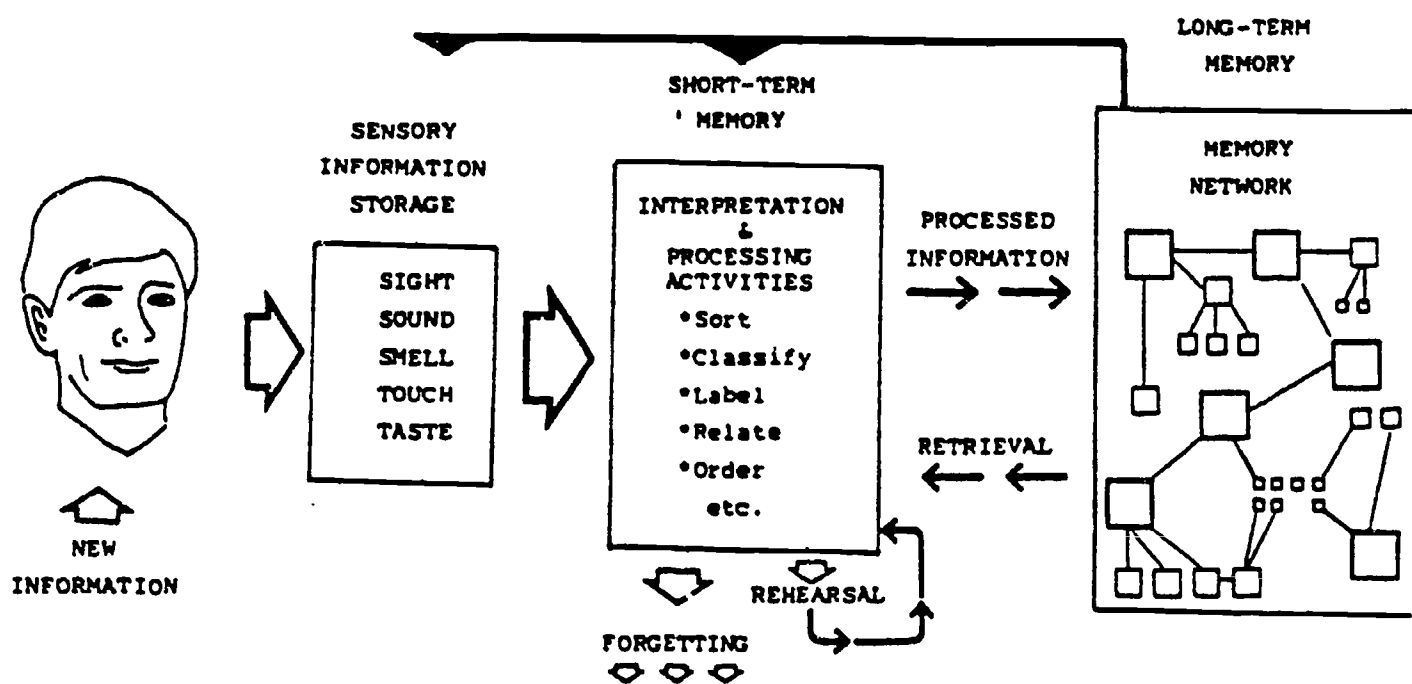 LONG-TERM
MEMORY
SHORT-TERM
MEMORY
SENSORY
INFORMATION
STORAGE
MEMORY
NETWORK
INTERPRETATION
&
PROCESSING
ACTIVITIES
*Sort
*Classify
*Label
*Relate
*Order
etc.
SIGHT
SOUND
SMELL
TOUCH
TASTE
PROCESSED
INFORMATION
RETRIEVAL
NEW
INFORMATION
REHEARSAL
FORGETTING